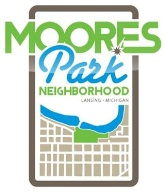 MOORES
Park
NEIGHBORHOOD
LANSING • MICHIGAN